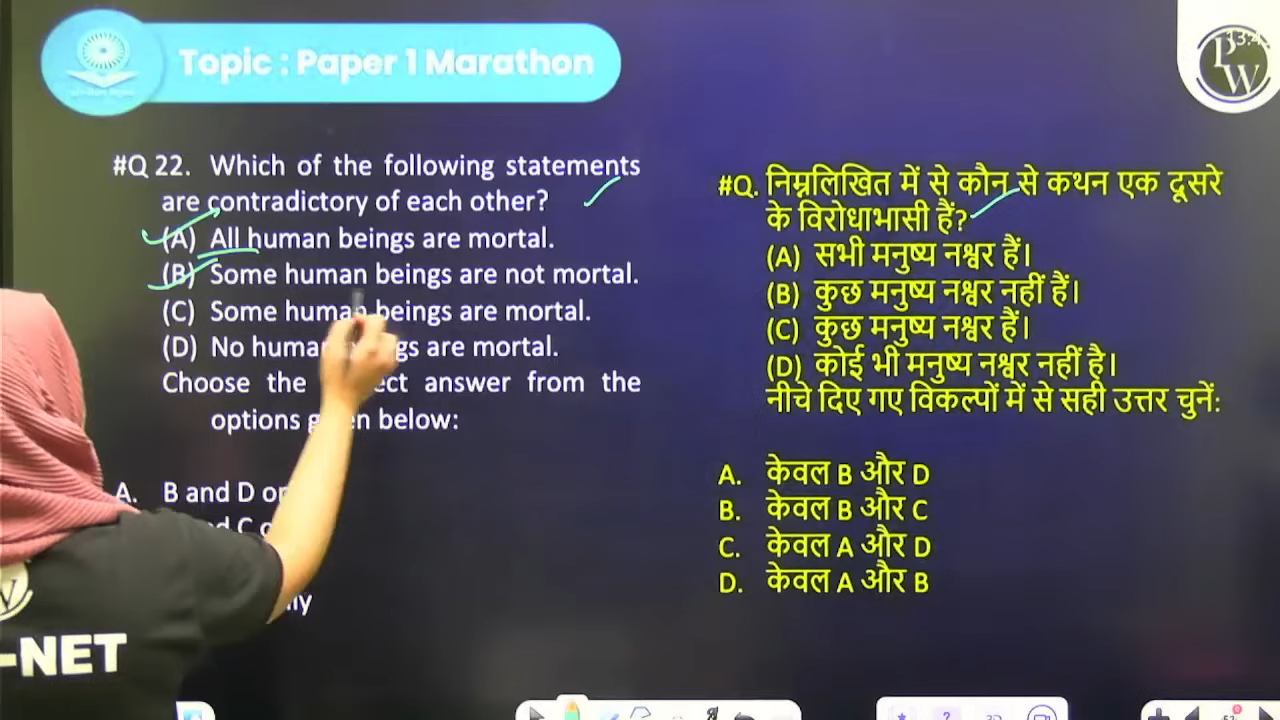 Topic : Paper 1 Marathon
PW
#Q 22. Which of the following statements
are contradictory of each other?
(A) All human beings are mortal.
(B) Some human beings are not mortal.
(C) Some human beings are mortal.
(D) No human are mortal.
Choose the from the
options below:
A. B and D
C
#Q. निम्नलिखित में से कौन से कथन एक दूसरे
के विरोधाभासी हैं?
(A) सभी मनुष्य नश्वर हैं।
(B) कुछ मनुष्य नश्वर नहीं हैं।
(C) कुछ मनुष्य नश्वर हैं।
(D) कोई भी मनुष्य नश्वर नहीं है।
नीचे दिए गए विकल्पों में से सही उत्तर चुनें:
A. केवल B और D
B. केवल B और C
C. केवल A और D
D. केवल A और B
-NET